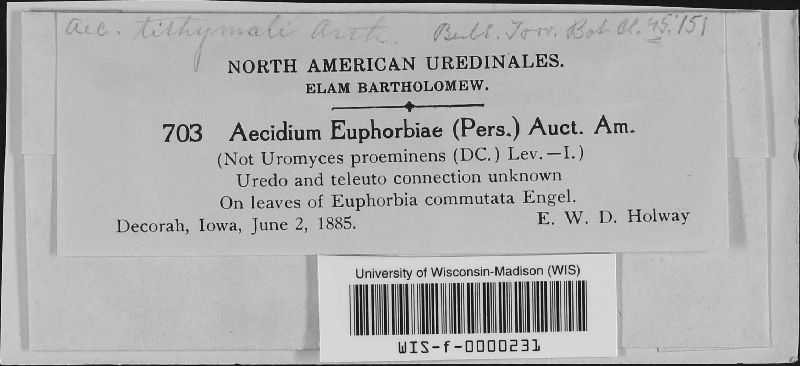 Aec. tithymali Arth. Bull. Torr. Bot. Cl. 45:151
NORTH AMERICAN UREDINALES.
ELAM BARTHOLOMEW.
703 Aecidium Euphorbiae (Pers.) Auct. Am.
(Not Uromyces proeminens (DC.) Lev.—I.)
Uredo and teleuto connection unknown
On leaves of Euphorbia commutata Engel.
Decorah, Iowa, June 2, 1885. E. W. D. Holway
University of Wisconsin-Madison (WIS)
WIS-f-0000231